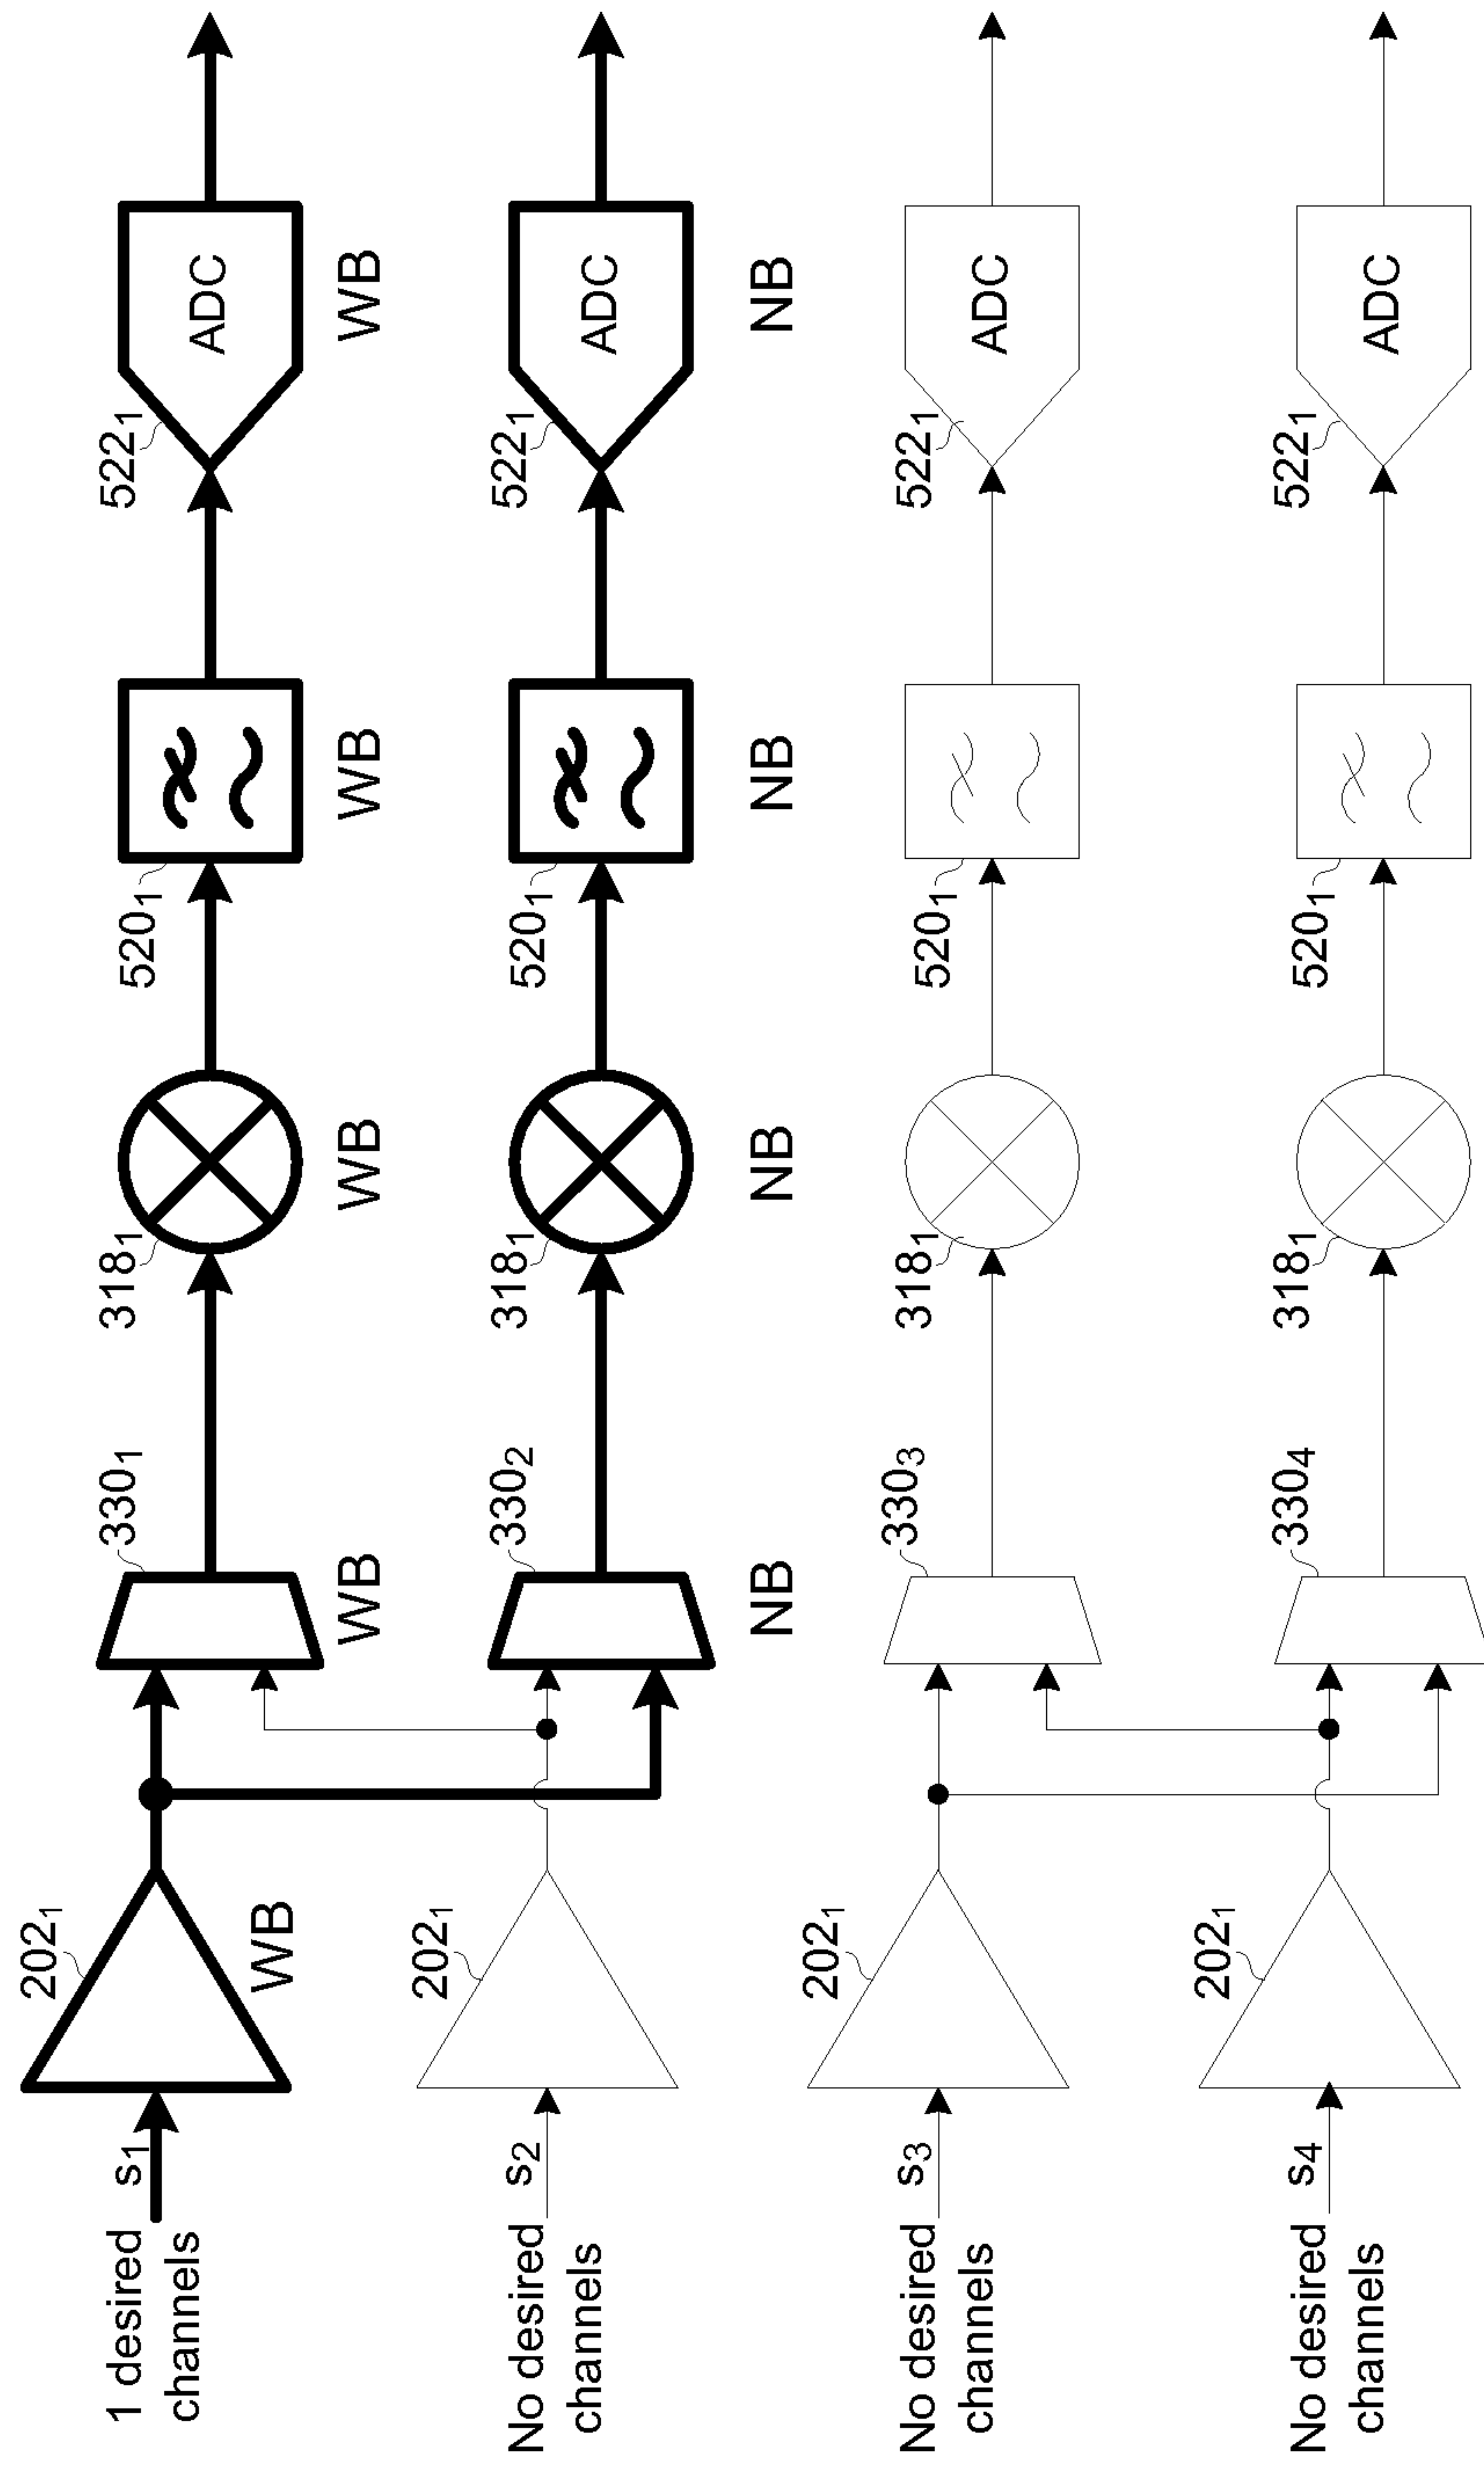 1 desired
channels
s1
2021
WB
3301
WB
3181
WB
5201
WB
5221
ADC
WB
No desired
channels
s2
2021
3302
NB
3181
NB
5201
NB
5221
ADC
NB
No desired
channels
s3
2021
3303
3181
5201
5221
ADC
No desired
channels
s4
2021
3304
3181
5201
5221
ADC